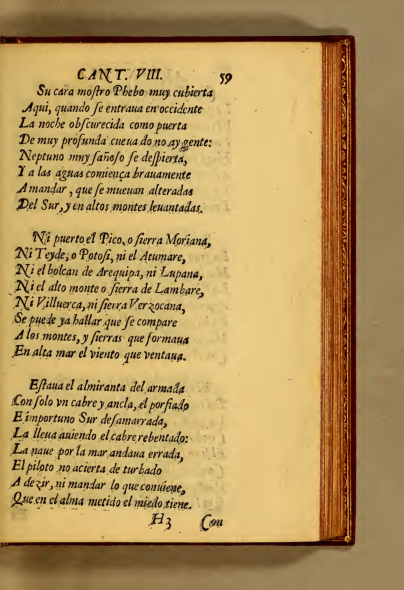 CANT. VIII. 59
Su cara moſtro Phebo muy cubierta
Aqui, quando ſe entraua en occidente
La noche obſcurecida como puerta
De muy profunda cueua do no ay gente:
Neptuno muy ſañoſo ſe deſpierta,
Y a las aguas comiença brauamente
A mandar, que ſe mueuan alteradas
Del Sur, y en altos montes leuantadas.
Ni puerto el Pico, o ſierra Moriana,
Ni Teyde, o Potoſi, ni el Atumare,
Ni el bolcan de Arequipa, ni Lupana,
Ni el alto monte o ſierra de Lambare,
Ni Villuerca, ni ſierra Verzocana,
Se puede ya hallar que ſe compare
A los montes, y ſierras que formaua
En alta mar el viento que ventaua.
Eſtaua el almiranta del armada
Con ſolo vn cabre y ancla, el porfiado
E importuno Sur deſamarrada,
La lleua auiendo el cabre rebentado:
La naue por la mar andaua errada,
El piloto no acierta de turbado
A dezir, ni mandar lo que conuiene,
Que en el alma metido el miedo tiene.
H3 Con